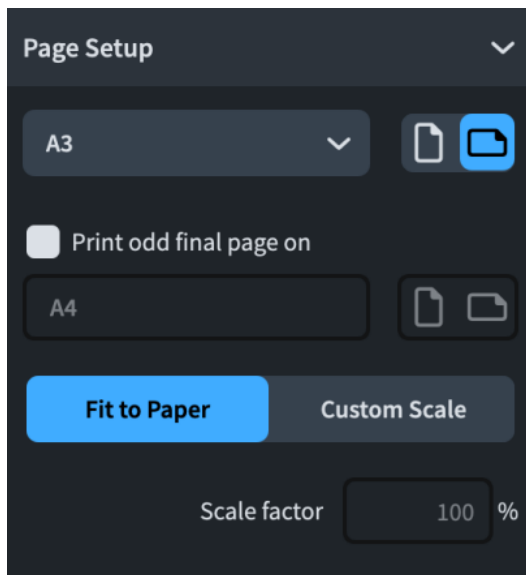 Page Setup
A3
Print odd final page on
A4
Fit to Paper Custom Scale
Scale factor 100 %